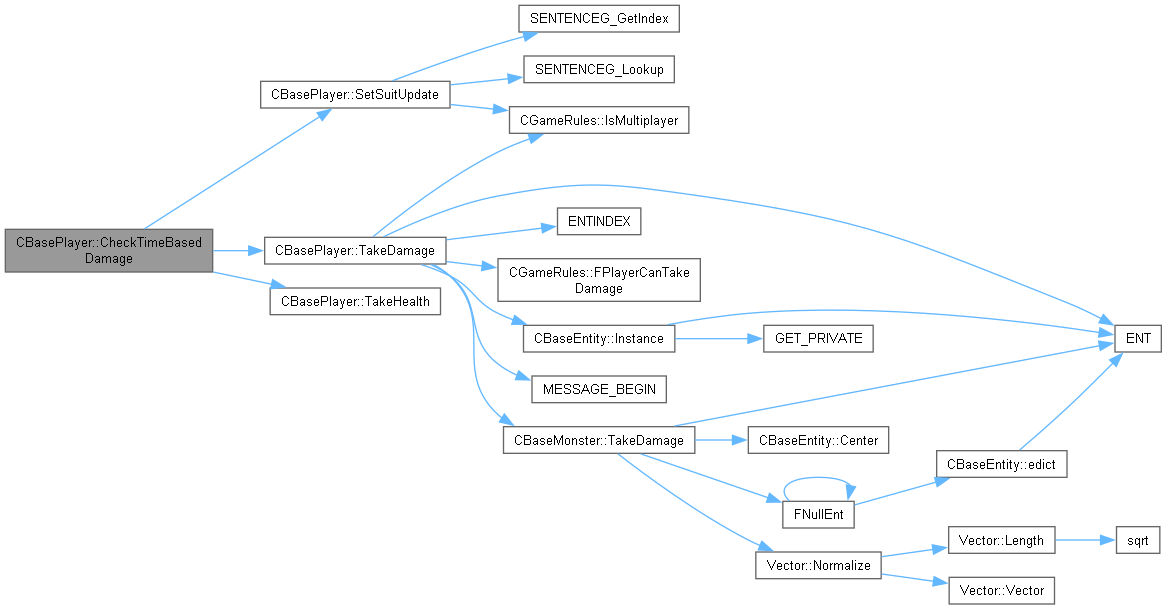 SENTENCEG_GetIndex
SENTENCEG_Lookup
CBasePlayer::SetSuitUpdate
CGameRules::IsMultiplayer
ENTINDEX
CBasePlayer::CheckTimeBased
Damage
CBasePlayer::TakeDamage
CGameRules::FPlayerCanTake
Damage
CBasePlayer::TakeHealth
CBaseEntity::Instance
GET_PRIVATE
ENT
MESSAGE_BEGIN
CBaseMonster::TakeDamage
CBaseEntity::Center
CBaseEntity::edict
FNullEnt
Vector::Length
sqrt
Vector::Normalize
Vector::Vector